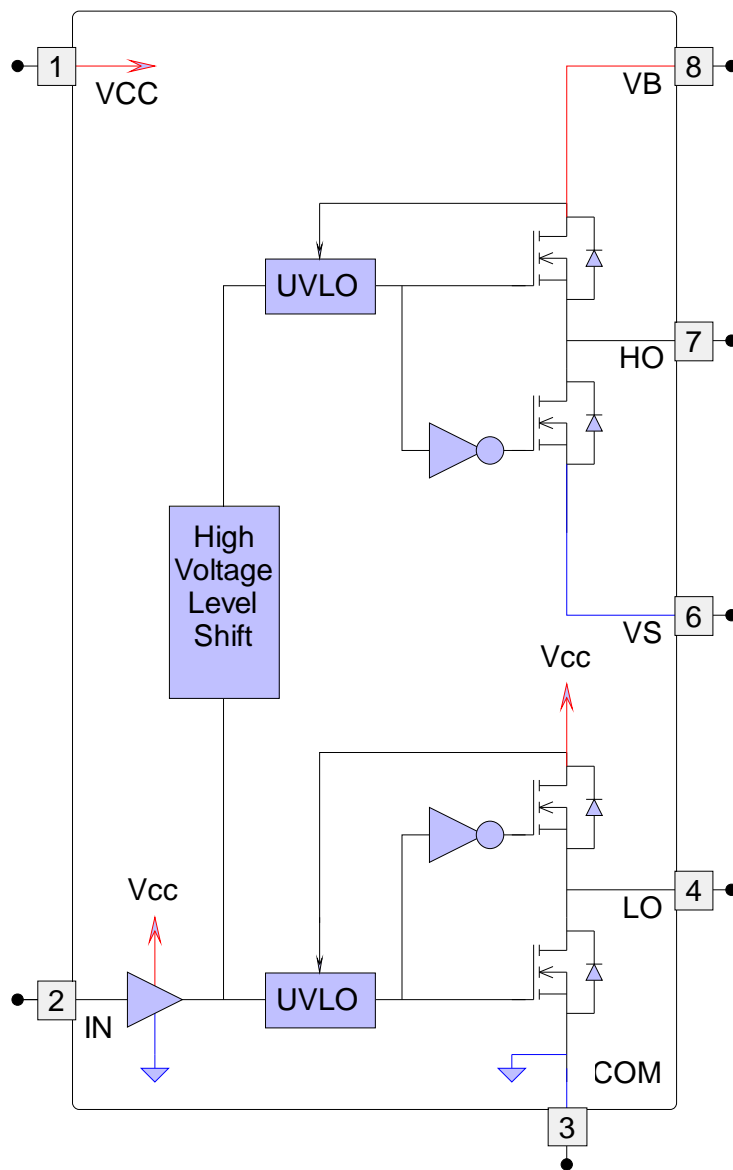 1
VCC
VB
8
UVLO
HO
7
High
Voltage
Level
Shift
VS
6
Vcc
Vcc
LO
4
2
IN
UVLO
COM
3